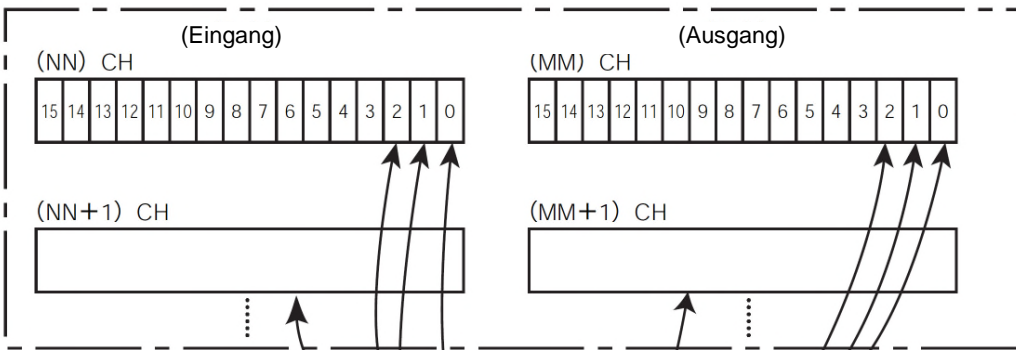 (Eingang)
(NN) CH
15 14 13 12 11 10 9 8 7 6 5 4 3 2 1 0
(NN+1) CH
(Ausgang)
(MM) CH
15 14 13 12 11 10 9 8 7 6 5 4 3 2 1 0
(MM+1) CH